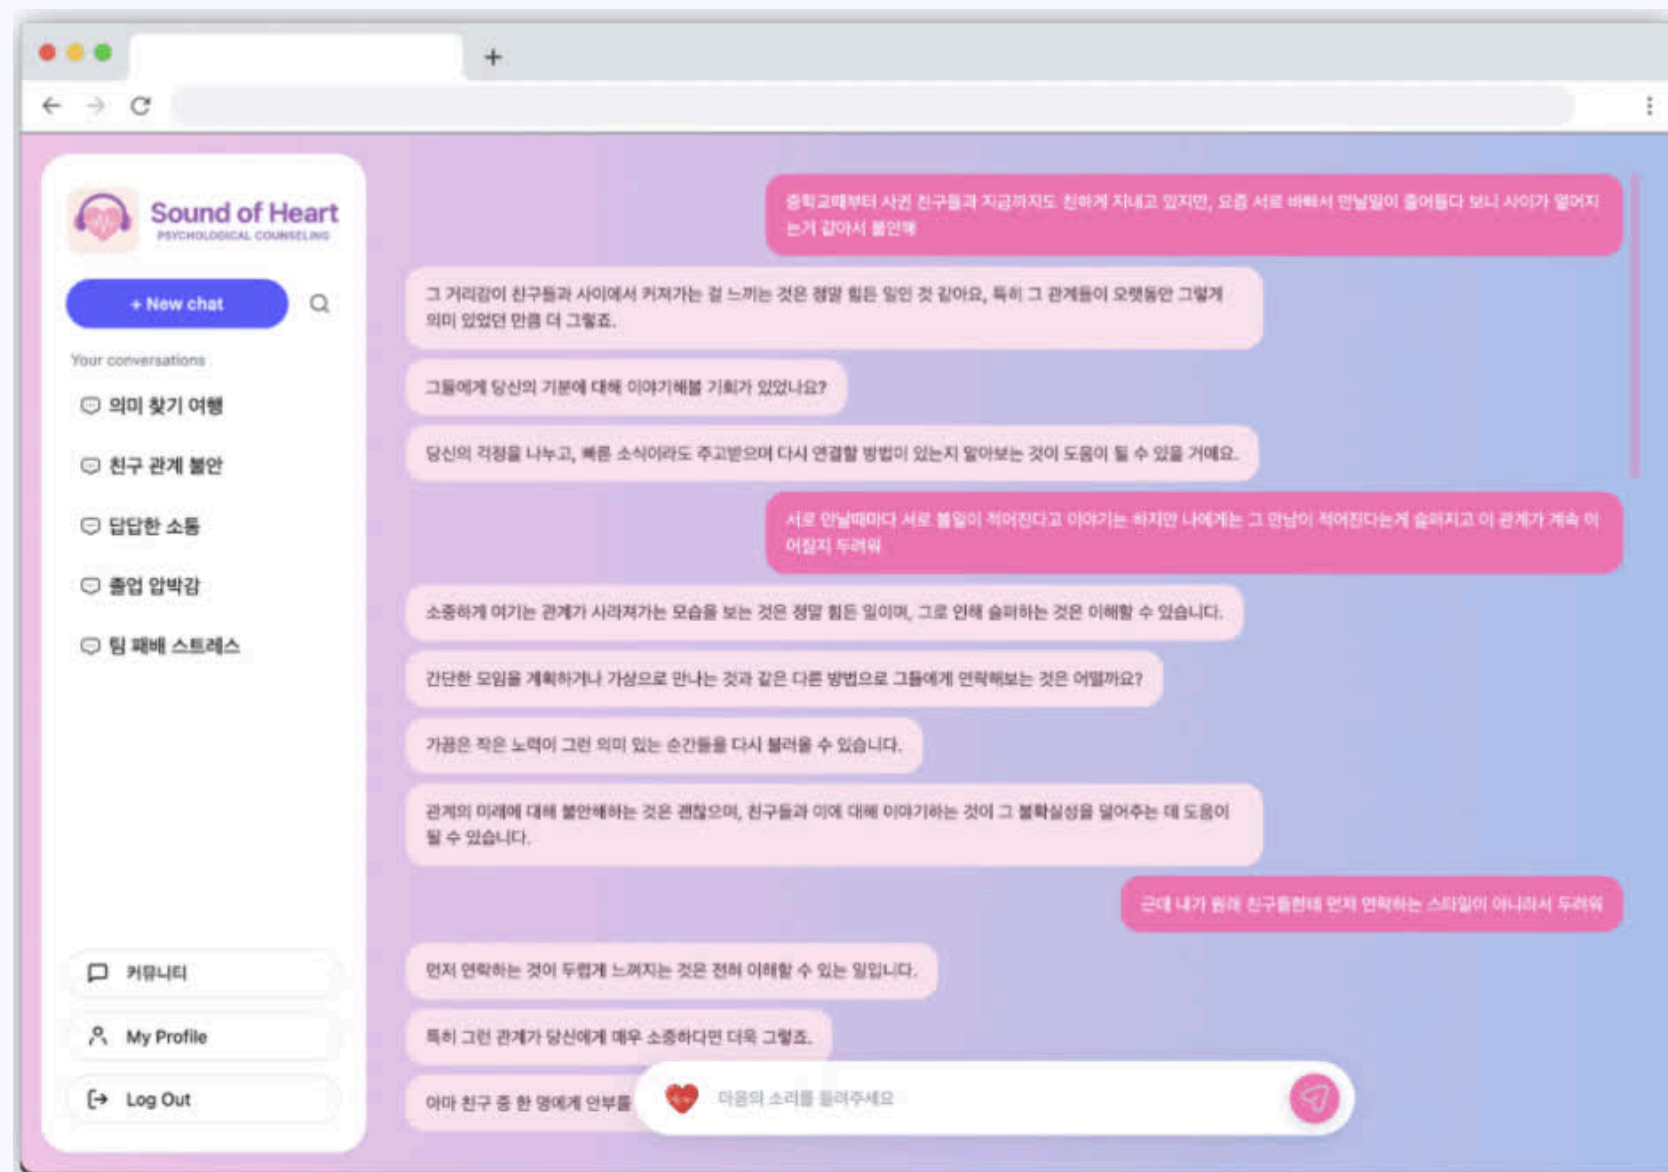 Sound of Heart
PSYCHOLOGICAL COUNSELING
+ New chat
Your conversations
의미 찾기 여행
친구 관계 불안
답답한 소통
졸업 압박감
팀 패배 스트레스
커뮤니티
My Profile
Log Out
중학교때부터 사귄 친구들과 지금까지도 친하게 지내고 있지만, 요즘 서로 바빠서 만날일이 줄어들다 보니 사이가 멀어지
는거 같아서 불안해
그 거리감이 친구들과 사이에서 커져가는 걸 느끼는 것은 정말 힘든 일인 것 같아요, 특히 그 관계들이 오랫동안 그렇게
의미 있었던 만큼 더 그렇죠.
그들에게 당신의 기분에 대해 이야기해볼 기회가 있었나요?
당신의 걱정을 나누고, 빠른 소식이라도 주고받으며 다시 연결할 방법이 있는지 알아보는 것이 도움이 될 수 있을 거예요.
서로 만날때마다 서로 볼일이 적어진다고 이야기는 하지만 나에게는 그 만남이 적어진다는게 슬퍼지고 이 관계가 계속 이
어질지 두려워
소중하게 여기는 관계가 사라져가는 모습을 보는 것은 정말 힘든 일이며, 그로 인해 슬퍼하는 것은 이해할 수 있습니다.
간단한 모임을 계획하거나 가상으로 만나는 것과 같은 다른 방법으로 그들에게 연락해보는 것은 어떨까요?
가끔은 작은 노력이 그런 의미 있는 순간들을 다시 불러올 수 있습니다.
관계의 미래에 대해 불안해하는 것은 괜찮으며, 친구들과 이에 대해 이야기하는 것이 그 불확실성을 덜어주는 데 도움이
될 수 있습니다.
근대 내가 원래 친구들한테 먼저 연락하는 스타일이 아니라서 두려워
먼저 연락하는 것이 두렵게 느껴지는 것은 전혀 이해할 수 있는 일입니다.
특히 그런 관계가 당신에게 매우 소중하다면 더욱 그렇죠.
아마 친구 중 한 명에게 안부를
마음의 소리를 들려주세요